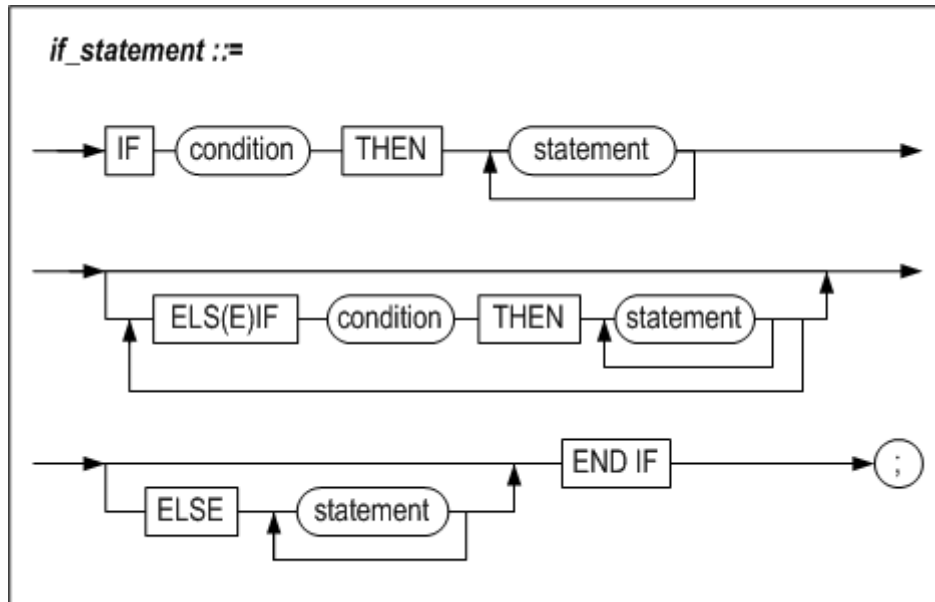 if_statement ::=
IF condition THEN statement
ELS(E)IF condition THEN statement
END IF ;
ELSE statement